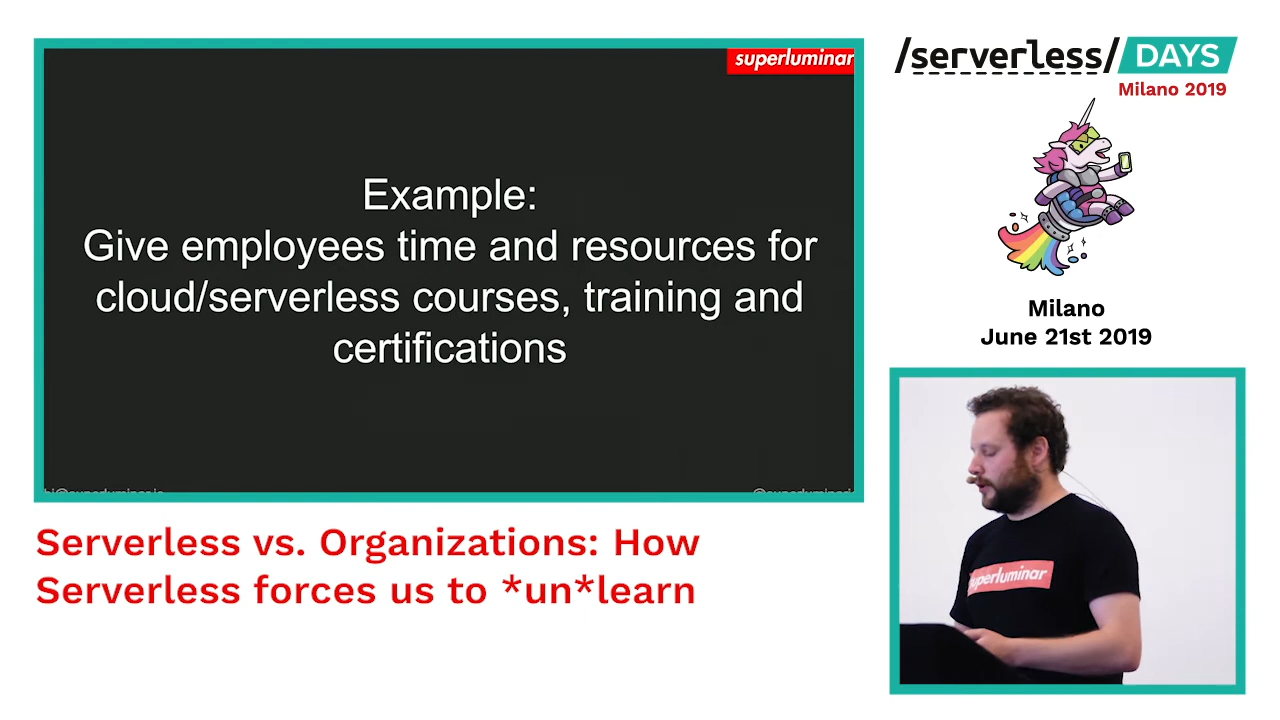 superluminar
Example:
Give employees time and resources for
cloud/serverless courses, training and
certifications
/serverless/ DAYS
Milano 2019
Milano
June 21st 2019
superluminar
Serverless vs. Organizations: How
Serverless forces us to *un*learn